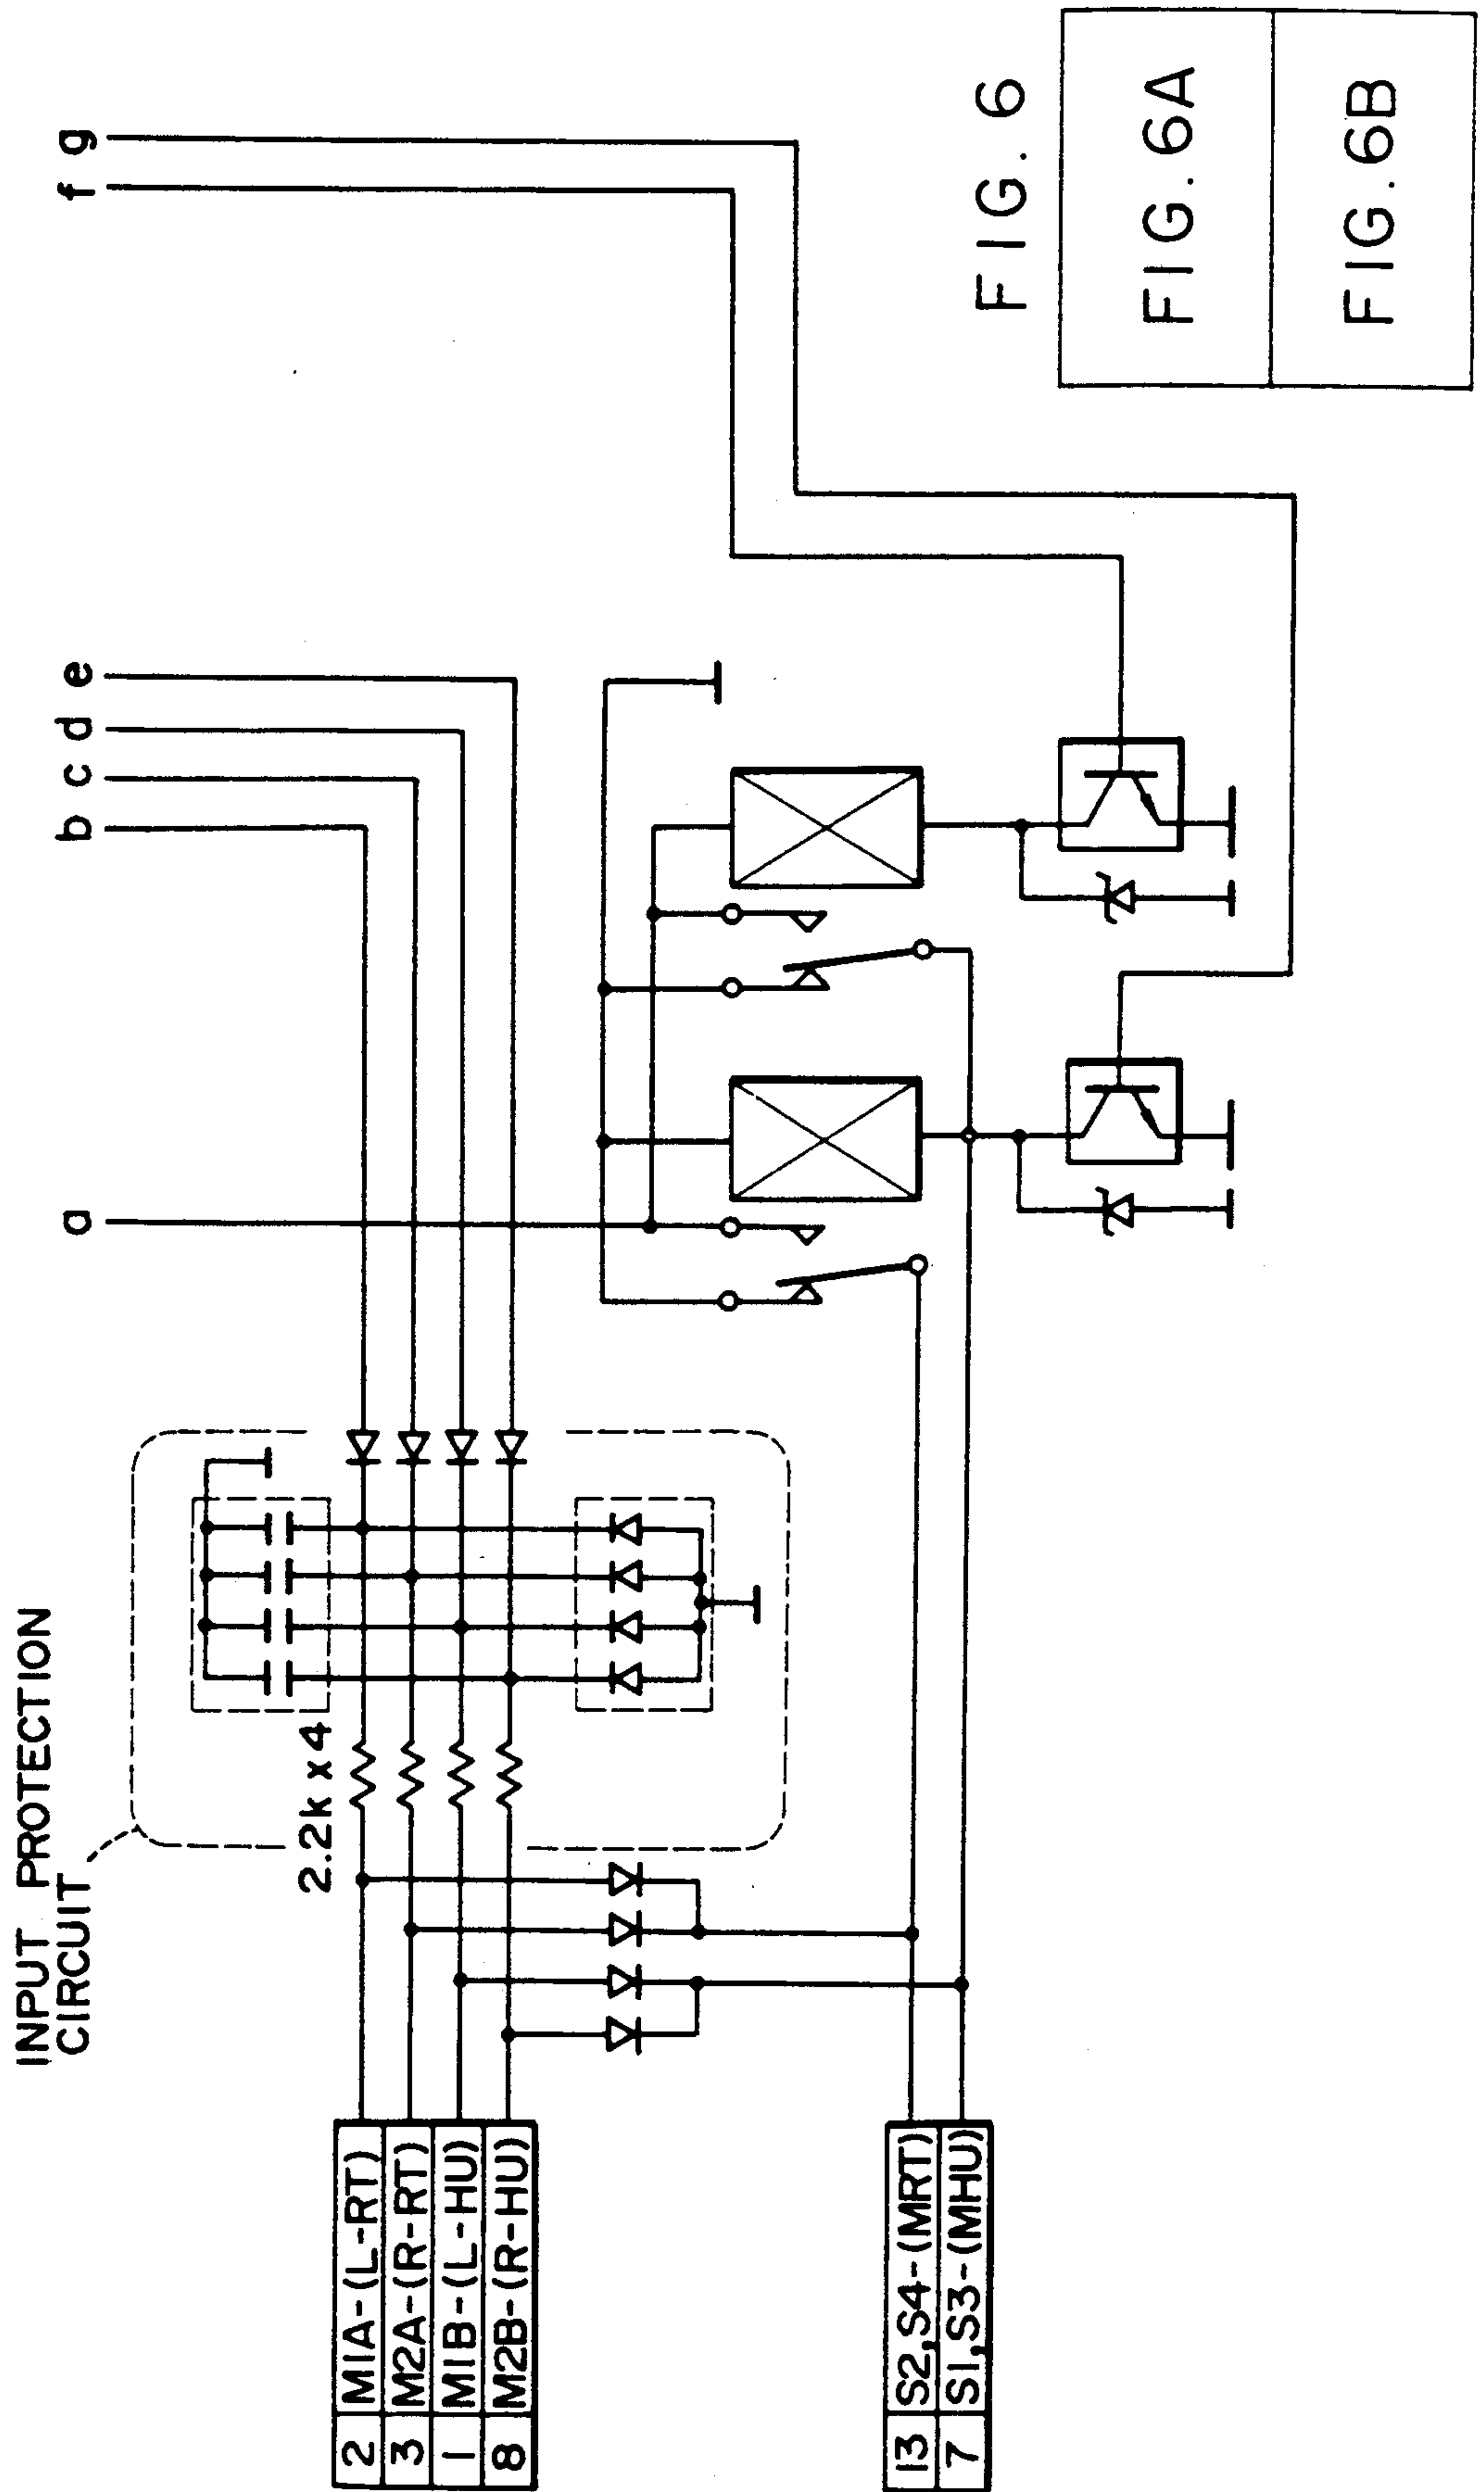 INPUT PROTECTION
CIRCUIT
a
b
c
d
e
f
g
2.2k x 4
2 M1A-(L-RT)
3 M2A-(R-RT)
1 M1B-(L-HU)
8 M2B-(R-HU)
13 S2,S4-(MRT)
7 S1,S3-(MHU)
FIG. 6
FIG. 6A
FIG. 6B